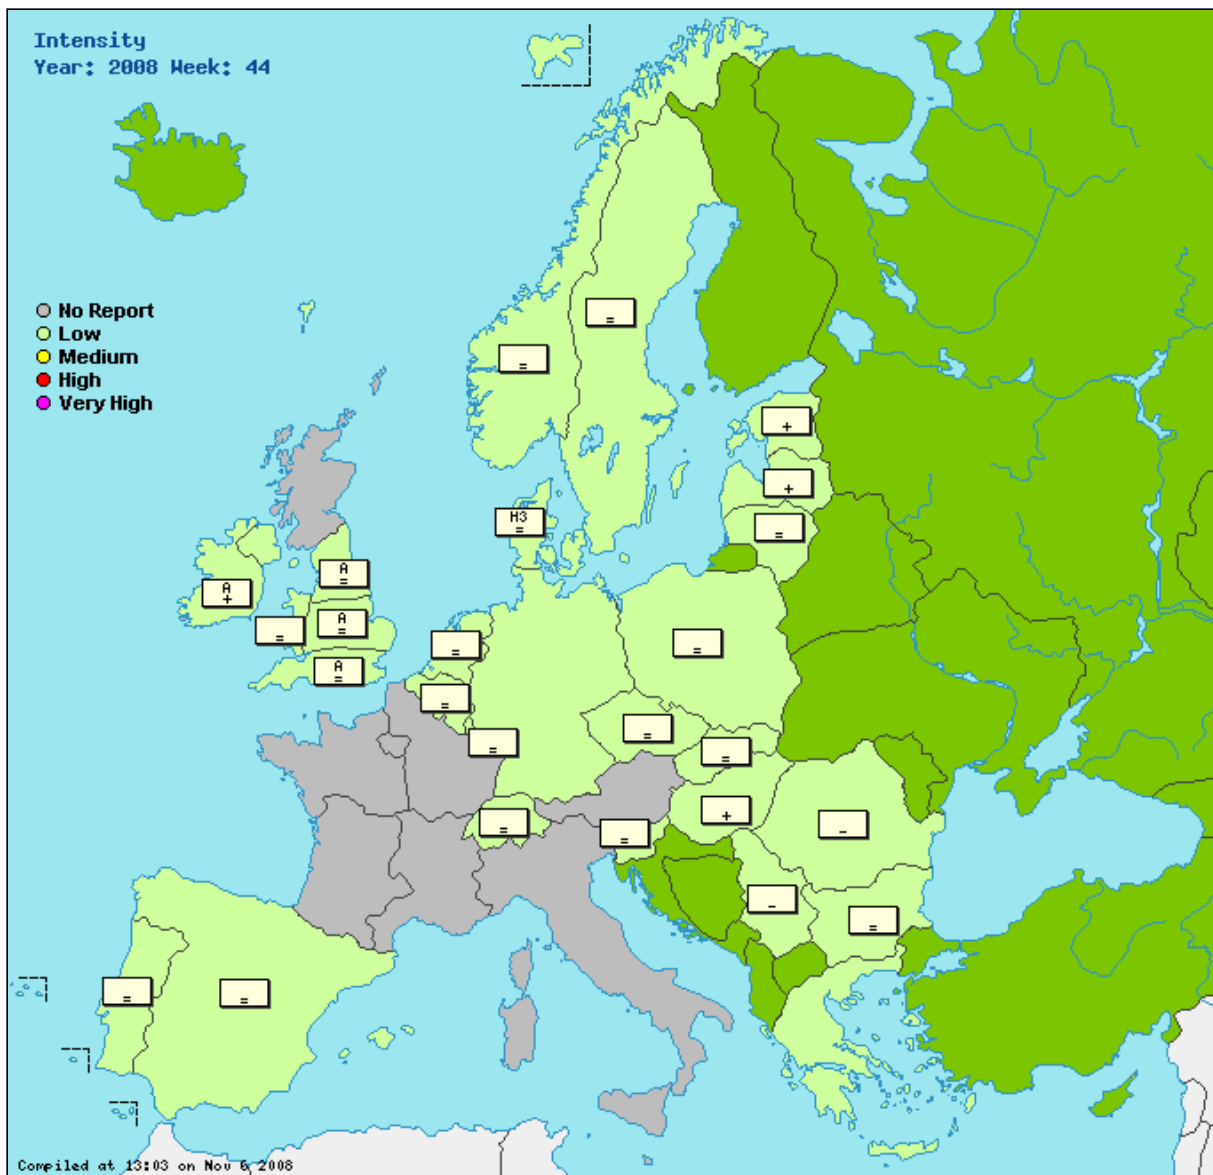 Intensity
Year: 2008 Week: 44
No Report
Low
Medium
High
Very High
=
=
+
+
H3
=
=
A
=
A
+
A
=
=
=
=
A
=
=
=
=
=
+
=
=
-
-
=
=
=
Compiled at 13:03 on Nov 6 2008